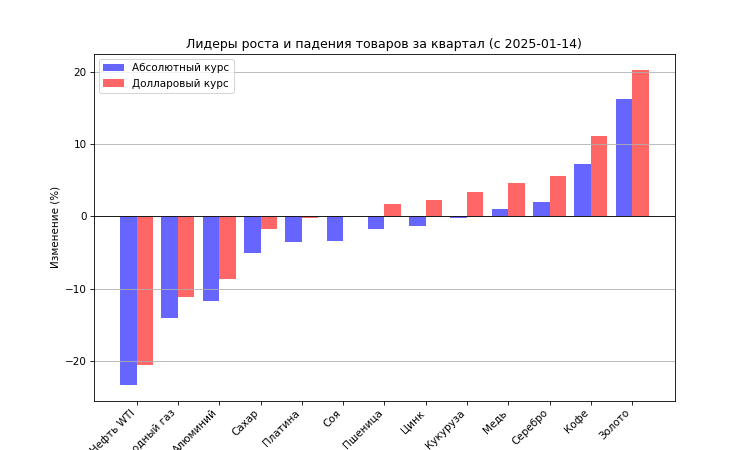 Лидеры роста и падения товаров за квартал (с 2025-01-14)
Абсолютный курс
Долларовый курс
Изменение (%)
20
10
0
−10
−20
Нефть WTI
одный газ
Алюминий
Сахар
Платина
Соя
Пшеница
Цинк
Кукуруза
Медь
Серебро
Кофе
Золото